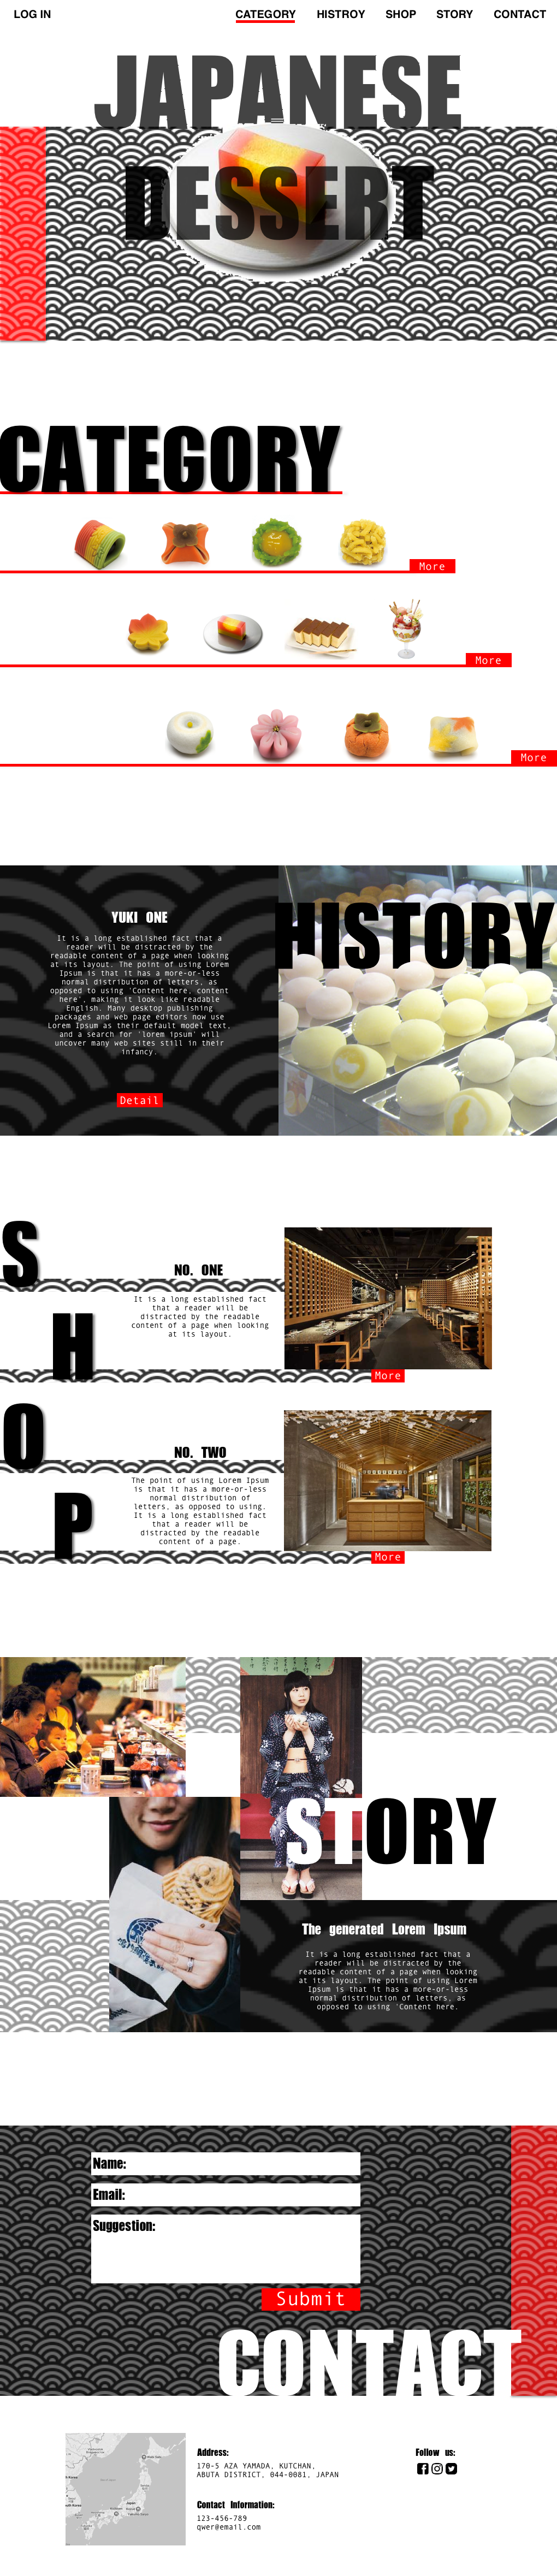 LOG IN CATEGORY HISTROY SHOP STORY CONTACT
JAPANESE
DESSERT
CATEGORY
More
More
More
HISTORY
YUKI ONE
It is a long established fact that a
reader will be distracted by the
readable content of a page when looking
at its layout. The point of using Lorem
Ipsum is that it has a more-or-less
normal distribution of letters, as
opposed to using 'Content here, content
here', making it look like readable
English. Many desktop publishing
packages and web page editors now use
Lorem Ipsum as their default model text,
and a search for 'lorem ipsum' will
uncover many web sites still in their
infancy.
Detail
SHOP
NO. ONE
It is a long established fact
that a reader will be
distracted by the readable
content of a page when looking
at its layout.
More
NO. TWO
The point of using Lorem Ipsum
is that it has a more-or-less
normal distribution of
letters, as opposed to using.
It is a long established fact
that a reader will be
distracted by the readable
content of a page.
More
STORY
The generated Lorem Ipsum
It is a long established fact that a
reader will be distracted by the
readable content of a page when looking
at its layout. The point of using Lorem
Ipsum is that it has a more-or-less
normal distribution of letters, as
opposed to using 'Content here.
Name:
Email:
Suggestion:
Submit
CONTACT
Address:
170-5 AZA YAMADA, KUTCHAN,
ABUTA DISTRICT, 044-0081, JAPAN
Contact Information:
123-456-789
qwer@email.com
Follow us: